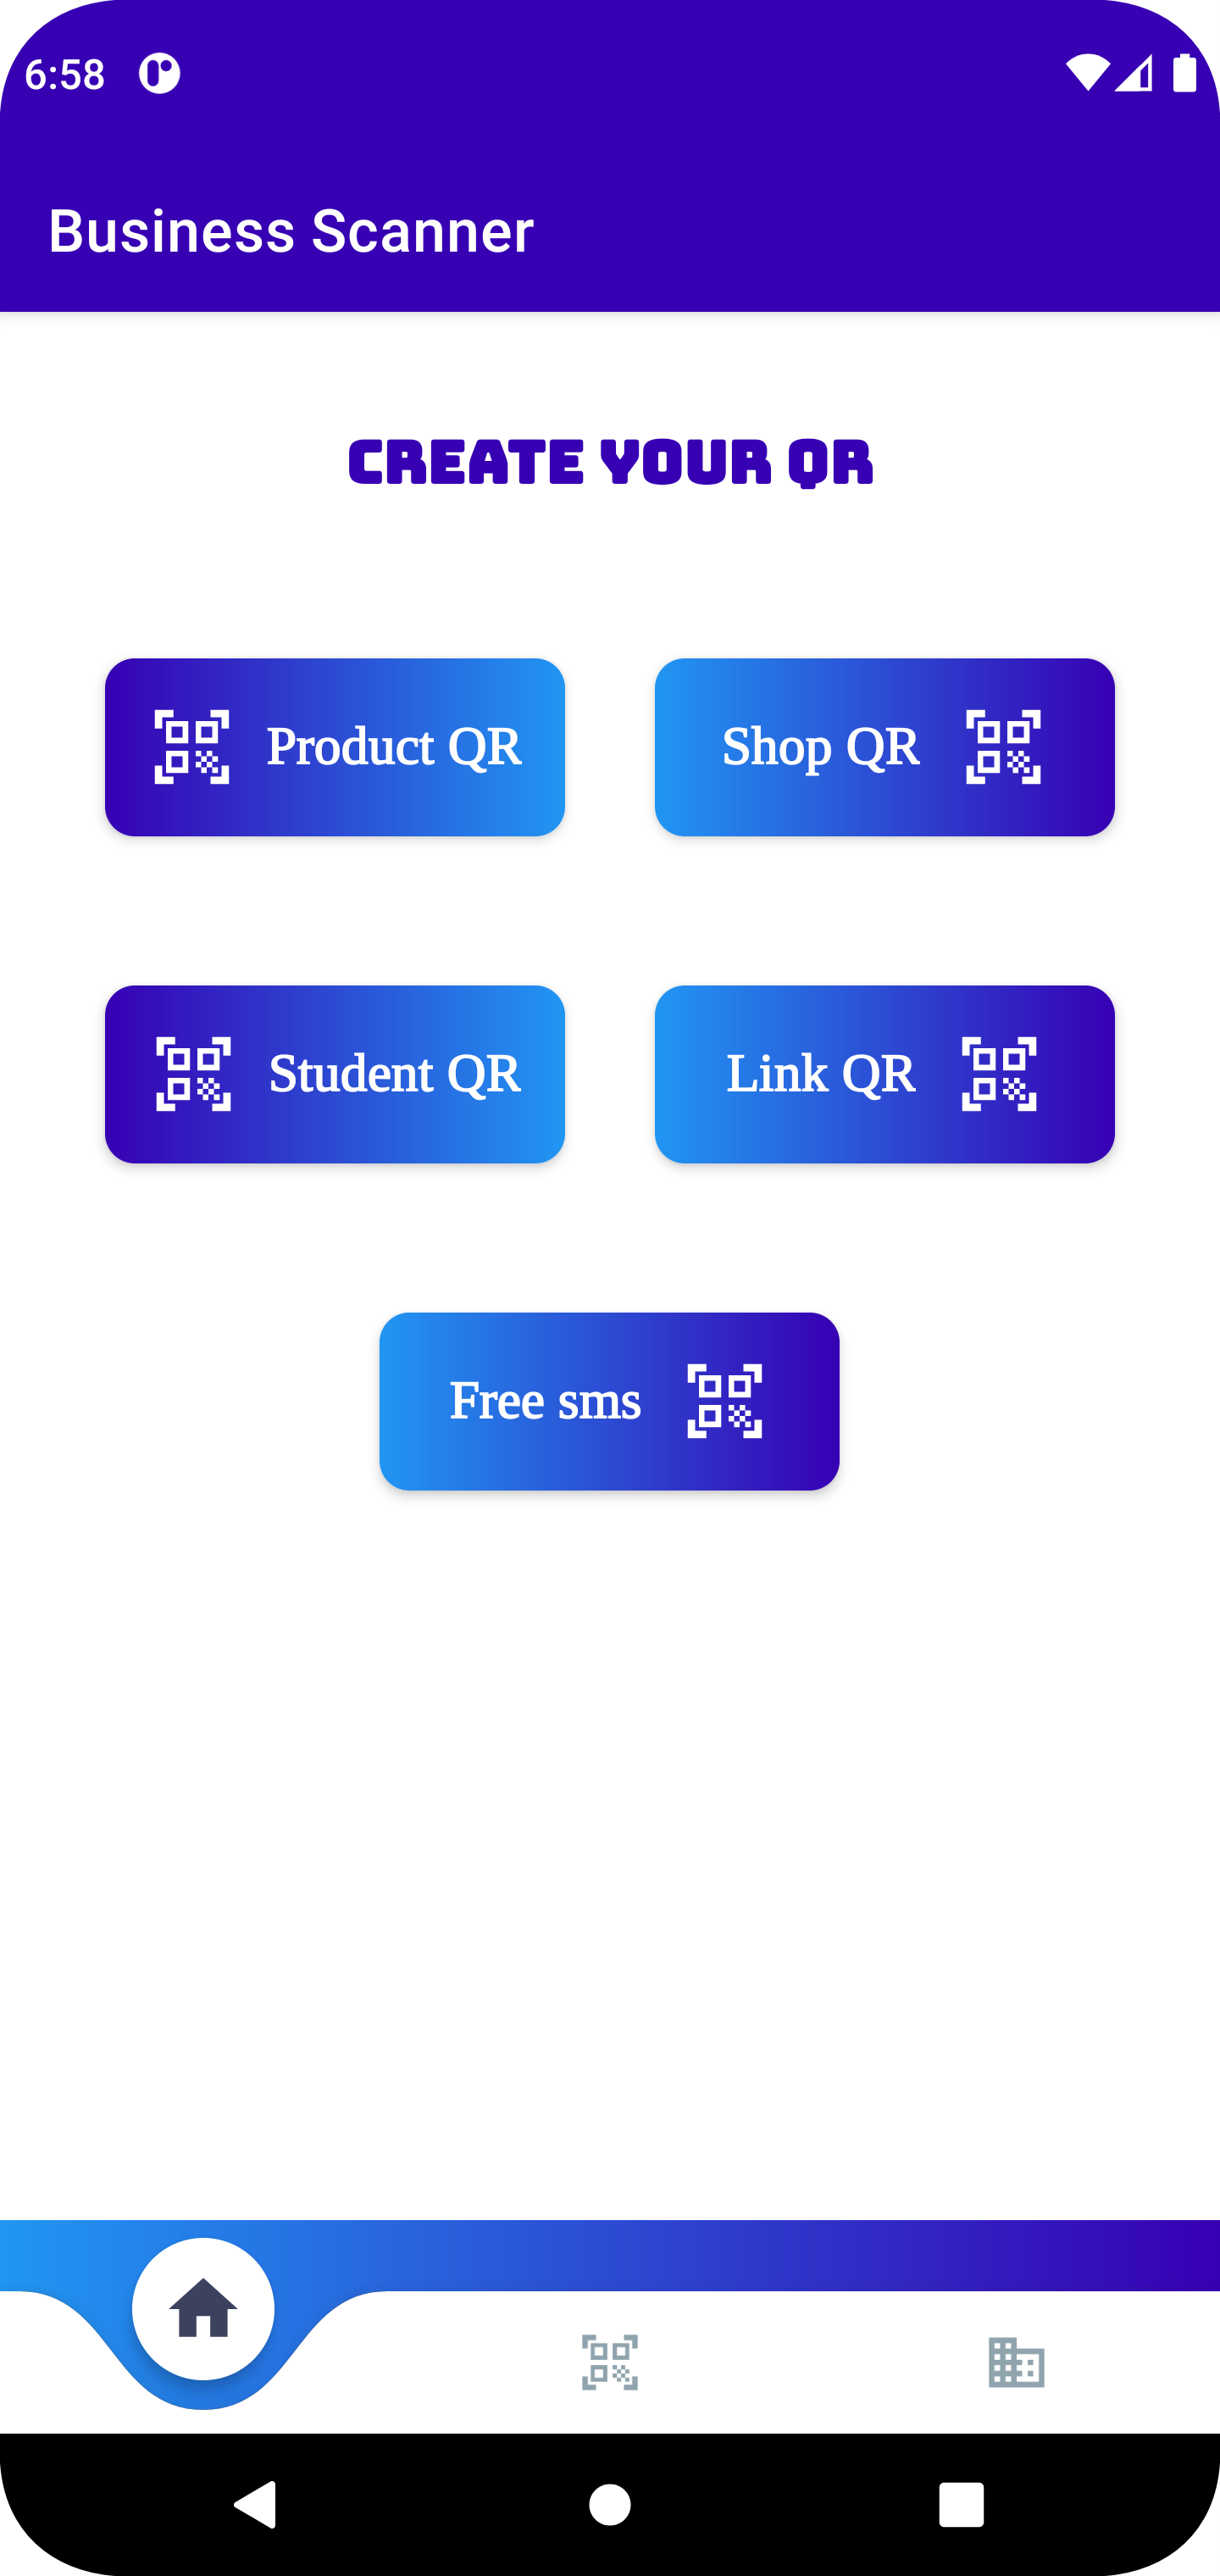 6:58
Business Scanner
CREATE YOUR QR
Product QR
Shop QR
Student QR
Link QR
Free sms